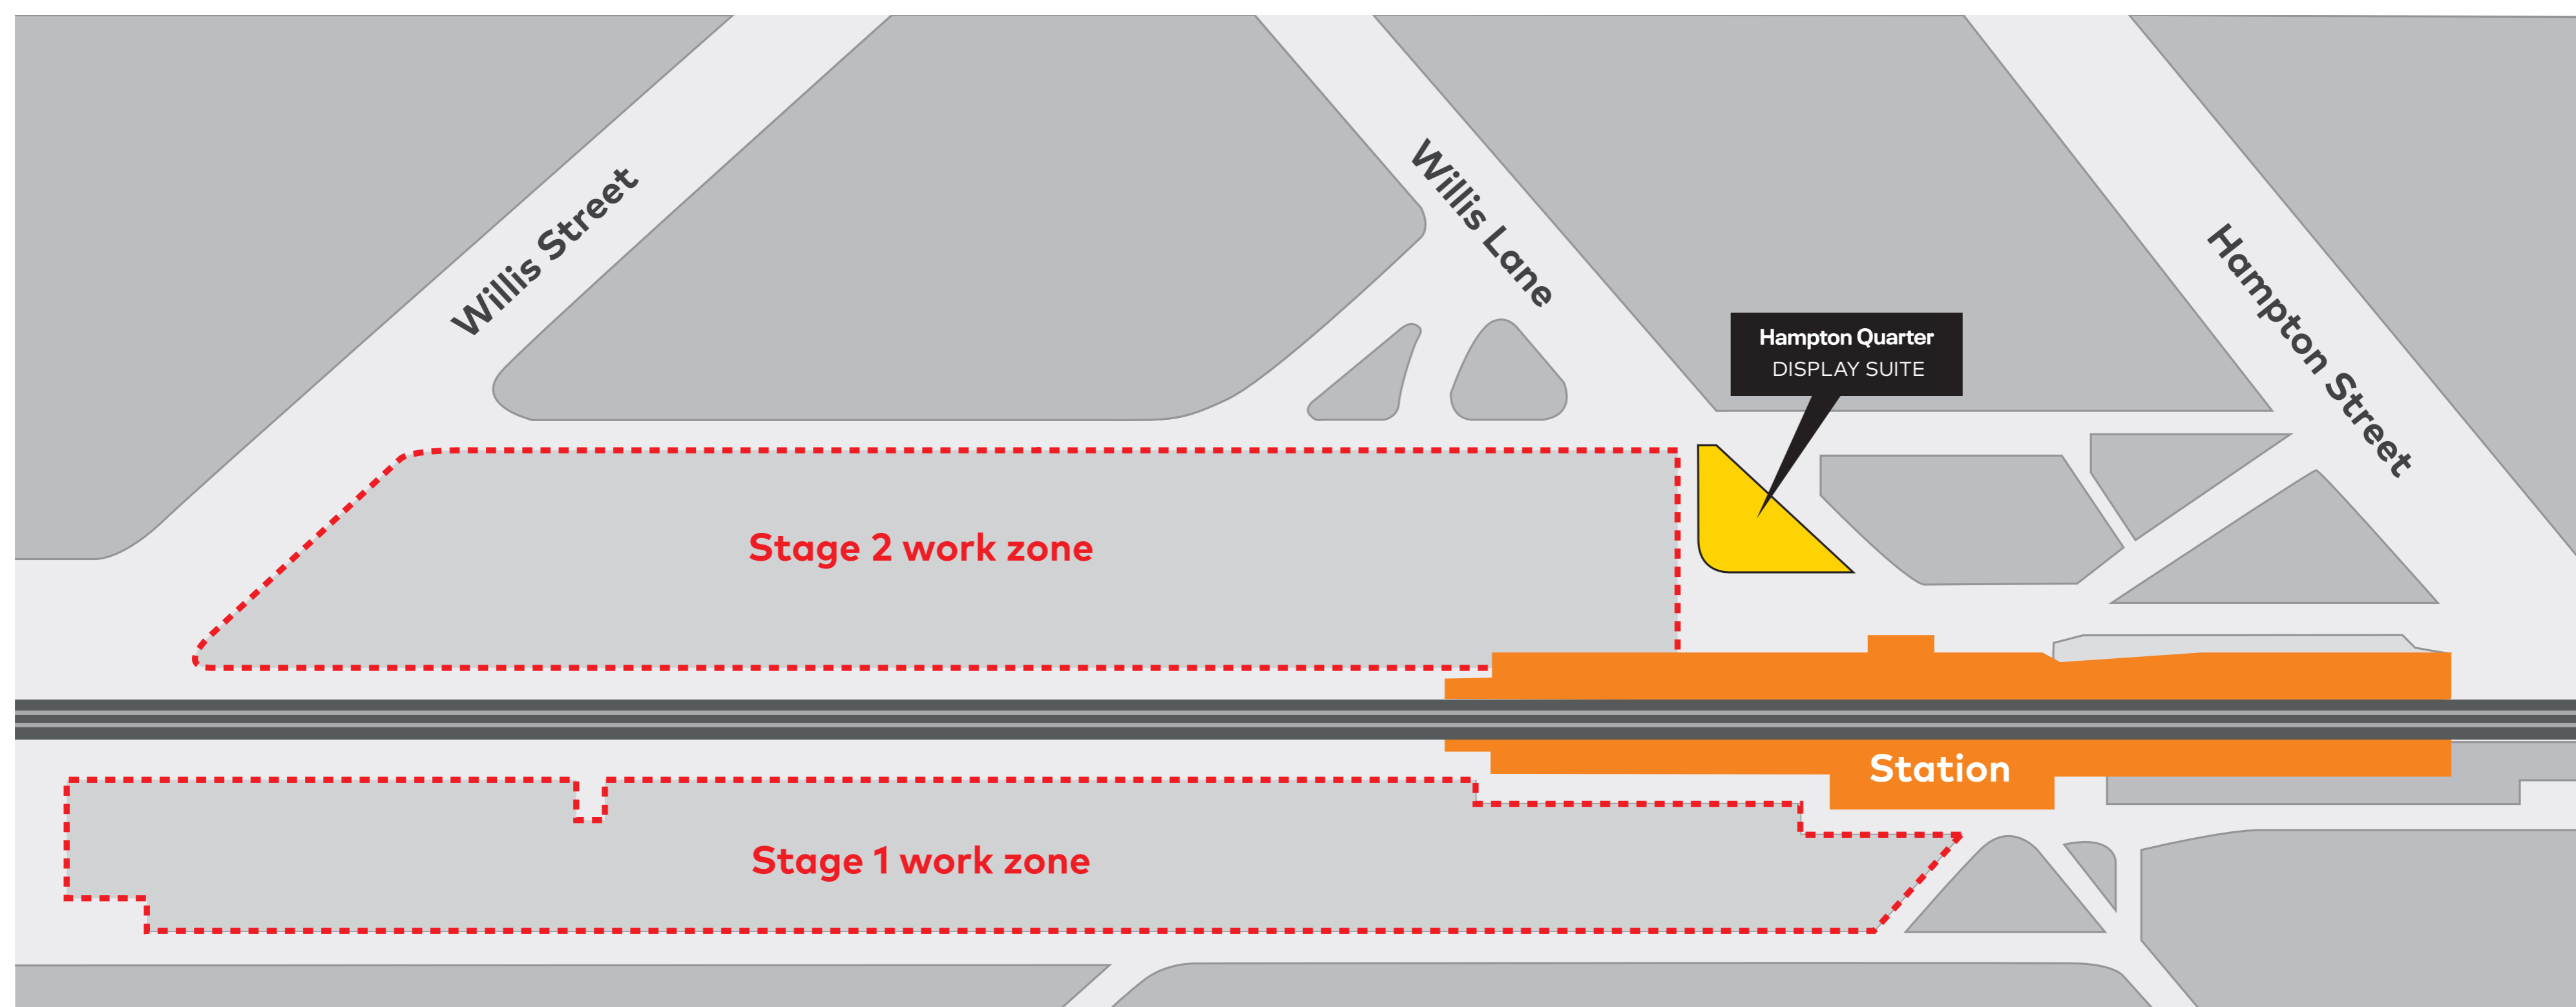 Willis Street
Willis Lane
Hampton Street
Hampton Quarter
DISPLAY SUITE
Stage 2 work zone
Station
Stage 1 work zone